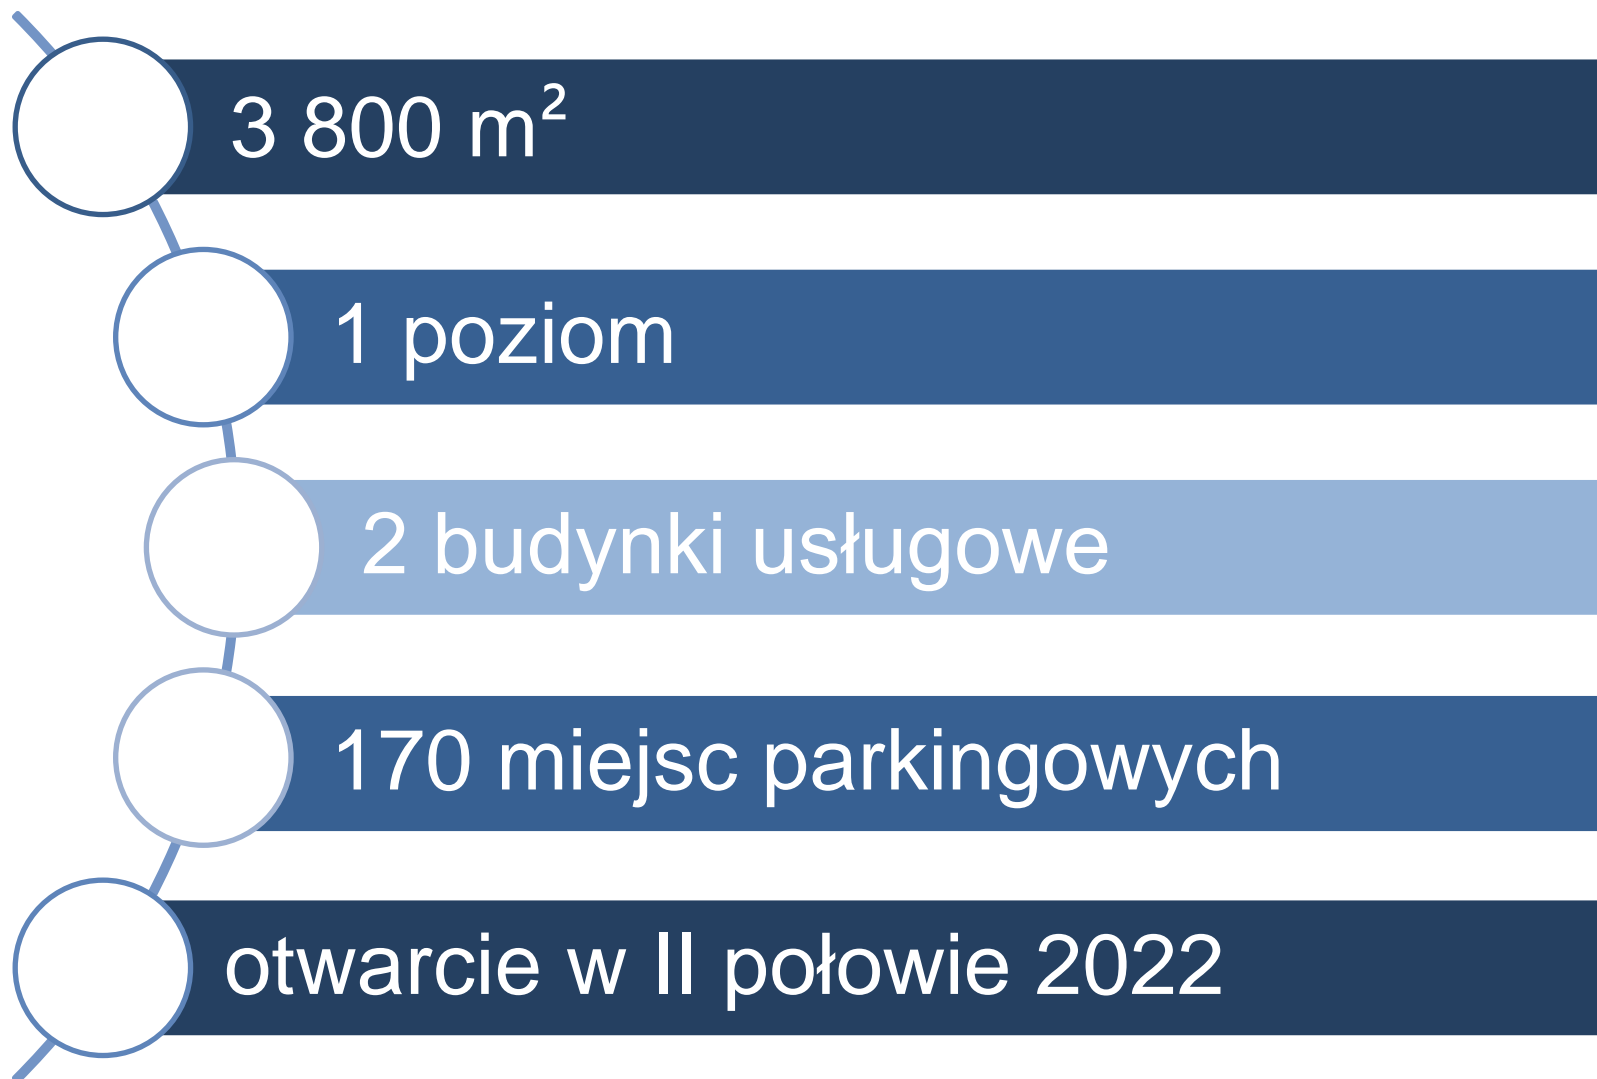 3 800 m²
1 poziom
2 budynki usługowe
170 miejsc parkingowych
otwarcie w II połowie 2022